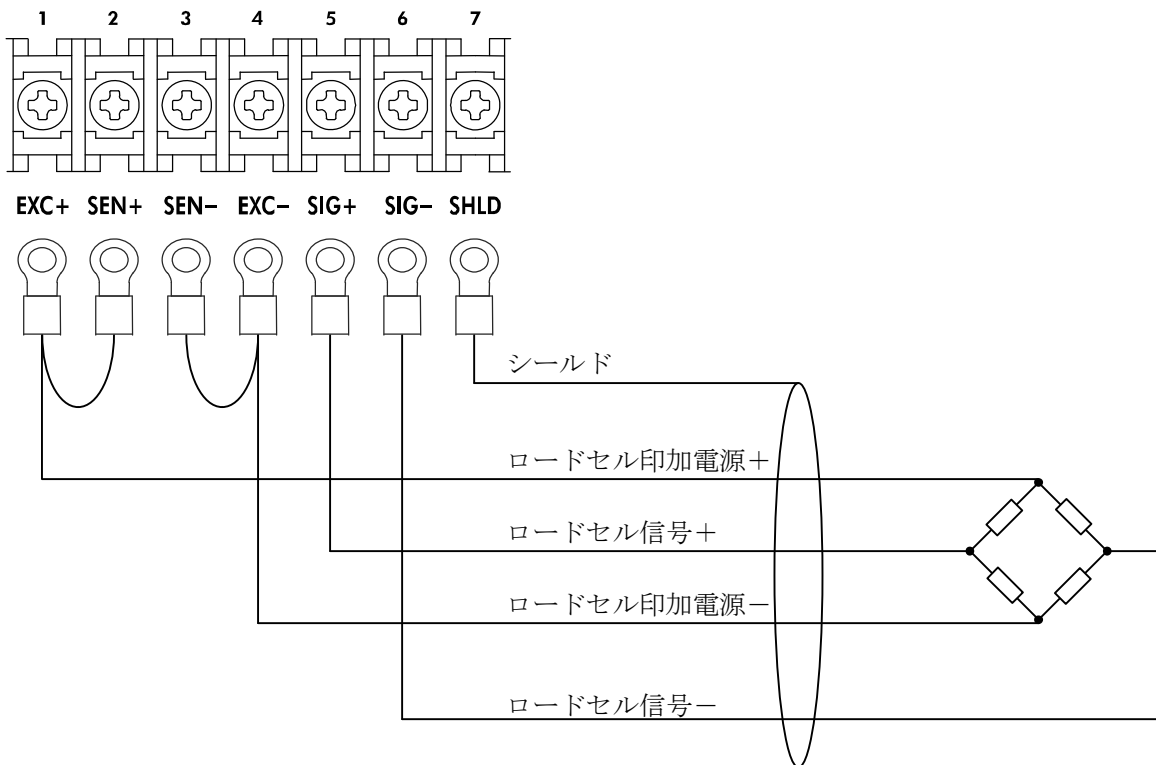 1 2 3 4 5 6 7
EXC+ SEN+ SEN− EXC− SIG+ SIG− SHLD
シールド
ロードセル印加電源＋
ロードセル信号＋
ロードセル印加電源−
ロードセル信号−